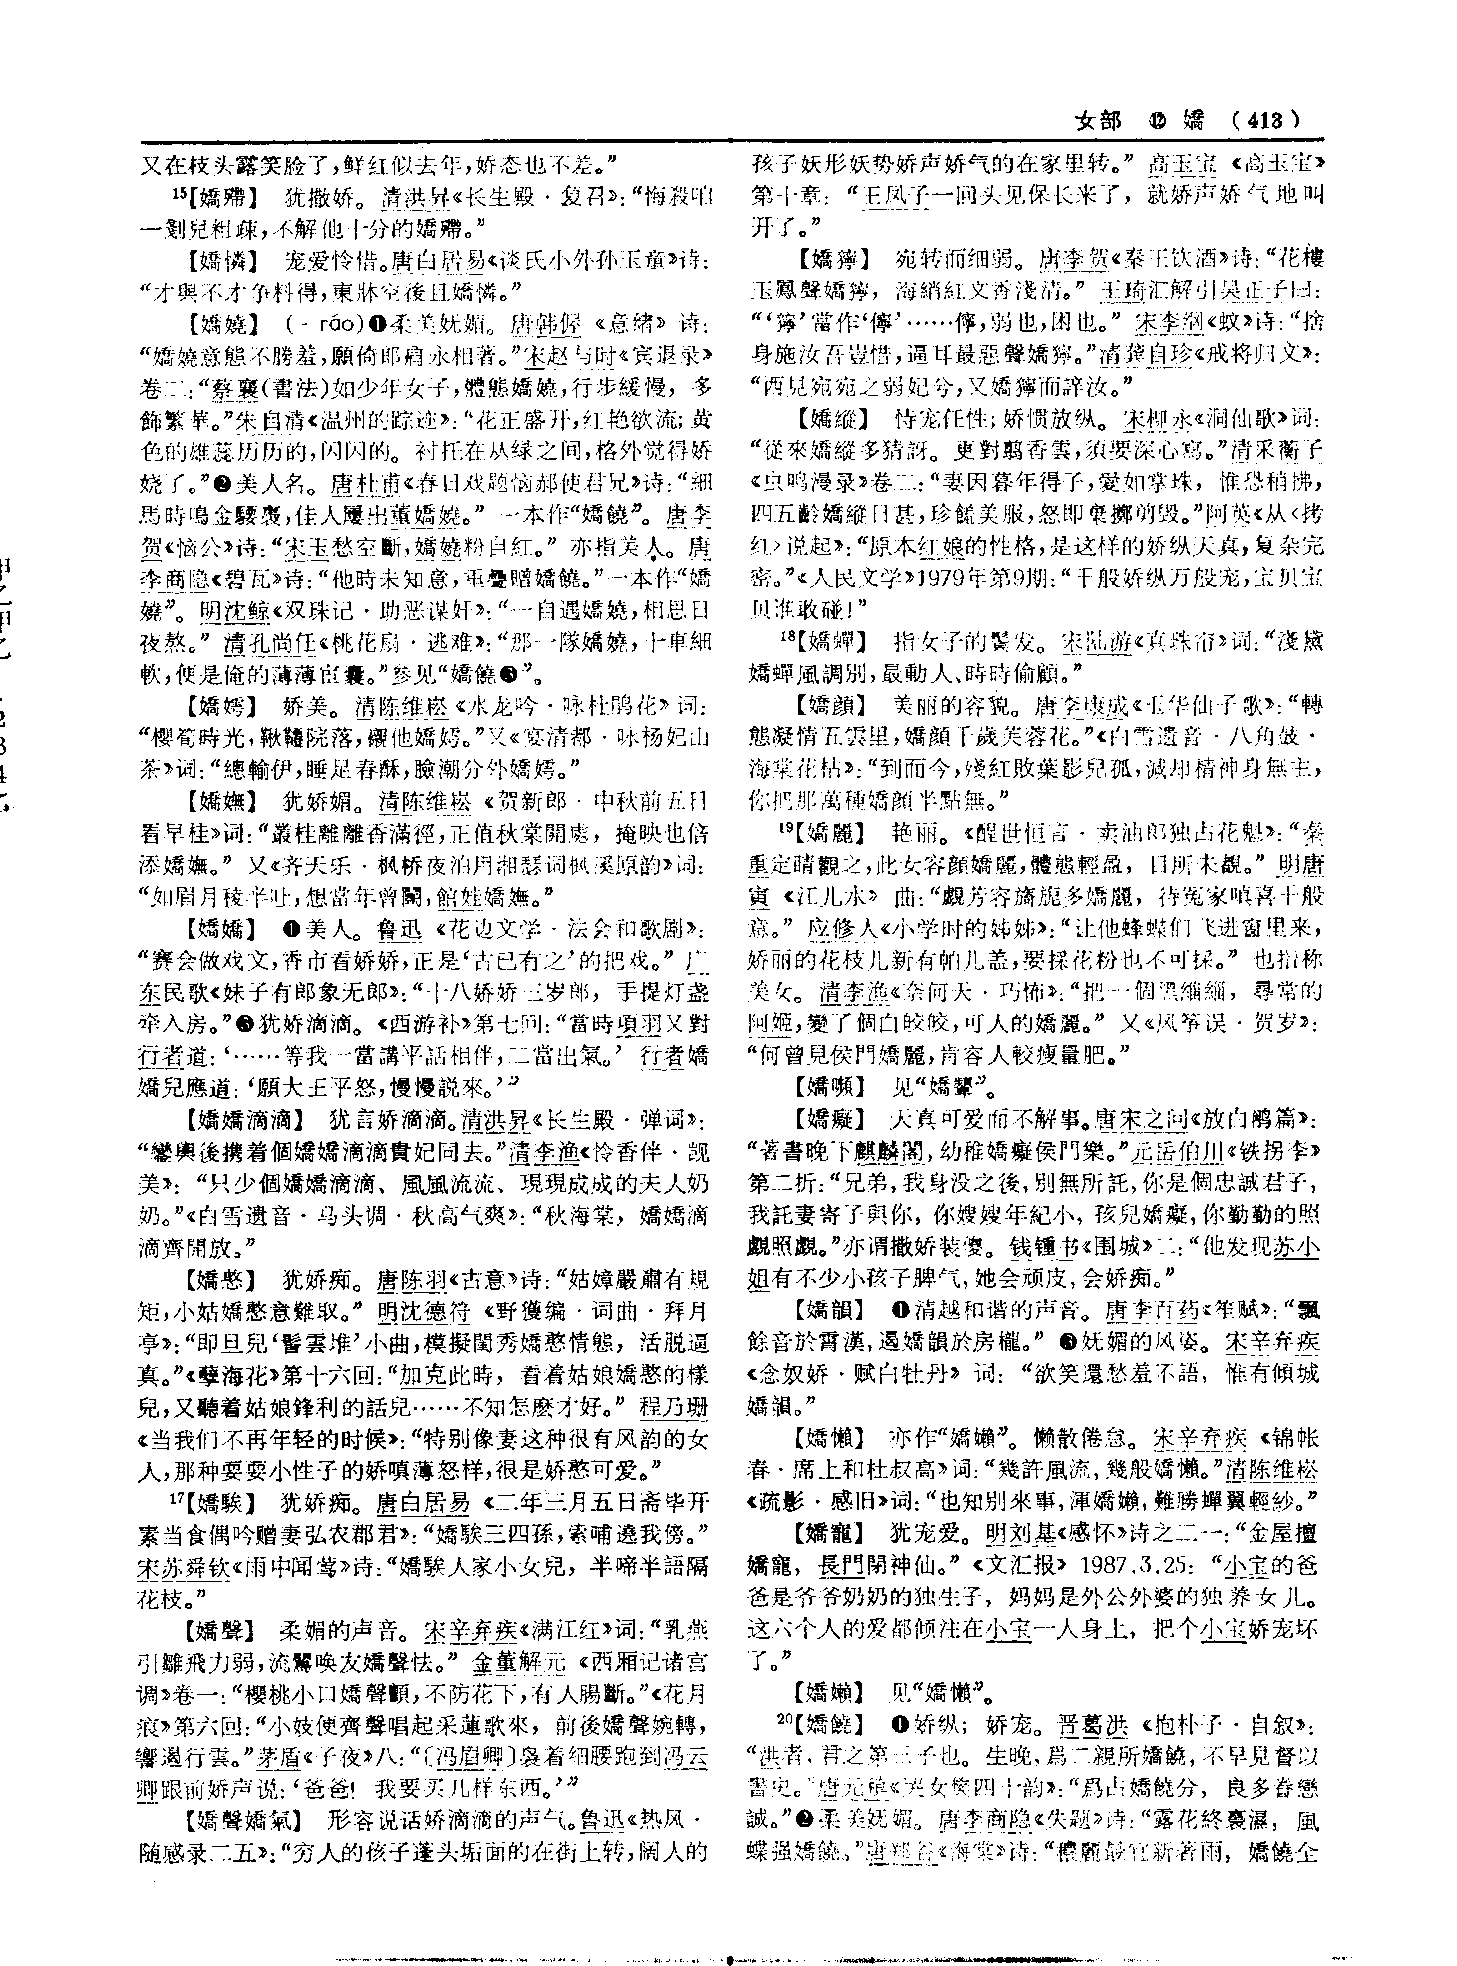 女部 ⑫ 嬌 (413)
又在枝头露笑脸了,鲜红似去年,娇态也不差。”
¹⁵【嬌殢】 犹撒娇。清洪昇《长生殿·复召》:“悔殺咱
一剗兒粗疎,不解他十分的嬌殢。”
【嬌憐】 宠爱怜惜。唐白居易《谈氏小外孙玉童》诗:
“才與不才争料得,東牀空後且嬌憐。”
【嬌嬈】 (-ráo)❶柔美妩媚。唐韩偓《意绪》诗:
“嬌嬈意態不勝羞,願倚郎肩永相著。”宋赵与时《宾退录》
卷二:“蔡襄(書法)如少年女子,體態嬌嬈,行步緩慢,多
飾繁華。”朱自清《温州的踪迹》:“花正盛开,红艳欲流;黄
色的雄蕊历历的,闪闪的。衬托在丛绿之间,格外觉得娇
娆了。”❷美人名。唐杜甫《春日戏题恼郝使君兄》诗:“細
馬時鳴金騕褭,佳人屢出董嬌嬈。” 一本作“嬌饒”。唐李
贺《恼公》诗:“宋玉愁空斷,嬌嬈粉自紅。” 亦指美人。唐
李商隐《碧瓦》诗:“他時未知意,重疊贈嬌饒。”一本作“嬌
嬈”。明沈鲸《双珠记·助恶谋奸》:“一自遇嬌嬈,相思日
夜熬。” 清孔尚任《桃花扇·逃难》:“那一隊嬌嬈,十車細
軟,便是俺的薄薄宦囊。”参见“嬌饒❸”。
【嬌嫮】 娇美。清陈维崧《水龙吟·咏杜鹃花》词:
“櫻筍時光,鞦韆院落,襯他嬌嫮。”又《宴清都·咏杨妃山
茶》词:“總輸伊,睡足春酥,臉潮分外嬌嫮。”
【嬌嫵】 犹娇媚。清陈维崧《贺新郎·中秋前五日
看早桂》词:“叢桂離離香滿徑,正值秋棠開處,掩映也倍
添嬌嫵。” 又《齐天乐·枫桥夜泊用湘瑟词枫溪原韵》词:
“如眉月稜半吐,想當年曾閱,館娃嬌嫵。”
【嬌嬌】 ❶美人。鲁迅《花边文学·法会和歌剧》:
“赛会做戏文,香市看娇娇,正是‘古已有之’的把戏。” 广
东民歌《妹子有郎象无郎》:“十八娇娇三岁郎,手提灯盏
牵入房。”❷犹娇滴滴。《西游补》第七回:“當時項羽又對
行者道:‘……等我一當講平話相伴,二當出氣。’ 行者嬌
嬌兒應道:‘願大王平怒,慢慢説來。’”
【嬌嬌滴滴】 犹言娇滴滴。清洪昇《长生殿·弹词》:
“鑾輿後携着個嬌嬌滴滴貴妃同去。”清李渔《怜香伴·觊
美》:“只少個嬌嬌滴滴、風風流流、現現成成的夫人奶
奶。”《白雪遗音·马头调·秋高气爽》:“秋海棠,嬌嬌滴
滴齊開放。”
【嬌憨】 犹娇痴。唐陈羽《古意》诗:“姑嫜嚴肅有規
矩,小姑嬌憨意難取。” 明沈德符《野獲编·词曲·拜月
亭》:“即旦兒‘髻雲堆’小曲,模擬閨秀嬌憨情態,活脱逼
真。”《孽海花》第十六回:“加克此時,看着姑娘嬌憨的樣
兒,又聽着姑娘鋒利的話兒……不知怎麽才好。” 程乃珊
《当我们不再年轻的时候》:“特别像妻这种很有风韵的女
人,那种耍耍小性子的娇嗔薄怒样,很是娇憨可爱。”
¹⁷【嬌騃】 犹娇痴。唐白居易《二年三月五日斋毕开
素当食偶吟赠妻弘农郡君》:“嬌騃三四孫,索哺遶我傍。”
宋苏舜钦《雨中闻莺》诗:“嬌騃人家小女兒,半啼半語隔
花枝。”
【嬌聲】 柔媚的声音。宋辛弃疾《满江红》词:“乳燕
引雛飛力弱,流鶯唤友嬌聲怯。” 金董解元《西厢记诸宫
调》卷一:“櫻桃小口嬌聲顫,不防花下,有人腸斷。”《花月
痕》第六回:“小妓便齊聲唱起采蓮歌來,前後嬌聲婉轉,
響遏行雲。”茅盾《子夜》八:“〔冯眉卿〕袅着细腰跑到冯云
卿跟前娇声说:‘爸爸! 我要买几样东西。’”
【嬌聲嬌氣】 形容说话娇滴滴的声气。鲁迅《热风·
随感录二五》:“穷人的孩子蓬头垢面的在街上转,阔人的
孩子妖形妖势娇声娇气的在家里转。” 高玉宝《高玉宝》
第十章:“王凤子一回头见保长来了,就娇声娇气地叫
开了。”
【嬌獰】 宛转而细弱。唐李贺《秦王饮酒》诗:“花樓
玉鳳聲嬌獰,海綃紅文香淺清。” 王琦汇解引吴正子曰:
“‘獰’當作‘儜’……儜,弱也,困也。” 宋李纲《蚊》诗:“捨
身施汝吾豈惜,逼耳最惡聲嬌獰。”清龚自珍《戒将归文》:
“西兒宛宛之弱妃兮,又嬌獰而誶汝。”
【嬌縱】 恃宠任性;娇惯放纵。宋柳永《洞仙歌》词:
“從來嬌縱多猜訝。更對翦香雲,須要深心寫。”清采蘅子
《虫鸣漫录》卷二:“妻因暮年得子,愛如掌珠,惟恐稍拂,
四五齡嬌縱日甚,珍饈美服,怒即棄擲剪毁。”阿英《从〈拷
红〉说起》:“原本红娘的性格,是这样的娇纵天真,复杂完
密。”《人民文学》1979年第9期:“千般娇纵万般宠,宝贝宝
贝谁敢碰!”
¹⁸【嬌蟬】 指女子的鬓发。宋陆游《真珠帘》词:“淺黛
嬌蟬風調別,最動人、時時偷顧。”
【嬌顔】 美丽的容貌。唐李康成《玉华仙子歌》:“轉
態凝情五雲里,嬌顔千歲芙蓉花。”《白雪遗音·八角鼓·
海棠花枯》:“到而今,殘紅敗葉影兒孤,減却精神身無主,
你把那萬種嬌顔半點無。”
¹⁹【嬌麗】 艳丽。《醒世恒言·卖油郎独占花魁》:“秦
重定睛觀之,此女容顔嬌麗,體態輕盈,目所未覩。” 明唐
寅《江儿水》 曲:“覷芳容旖旎多嬌麗,待冤家嗔喜千般
意。” 应修人《小学时的姊姊》:“让他蜂蝶们飞进窗里来,
娇丽的花枝儿新有帕儿盖,要採花粉也不可採。” 也指称
美女。清李渔《奈何天·巧怖》:“把一個黑緇緇,尋常的
阿姬,變了個白皎皎,可人的嬌麗。” 又《风筝误·贺岁》:
“何曾見侯門嬌麗,肯容人較瘦量肥。”
【嬌嚬】 见“嬌顰”。
【嬌癡】 天真可爱而不解事。唐宋之问《放白鹇篇》:
“著書晚下麒麟閣,幼稚嬌癡侯門樂。”元岳伯川《铁拐李》
第二折:“兄弟,我身没之後,别無所託,你是個忠誠君子,
我託妻寄子與你,你嫂嫂年紀小,孩兒嬌癡,你勤勤的照
覷照覷。”亦谓撒娇装傻。钱锺书《围城》二:“他发现苏小
姐有不少小孩子脾气,她会顽皮,会娇痴。”
【嬌韻】 ❶清越和谐的声音。唐李百药《笙赋》:“飄
餘音於霄漢,遏嬌韻於房櫳。” ❷妩媚的风姿。宋辛弃疾
《念奴娇·赋白牡丹》 词:“欲笑還愁羞不語,惟有傾城
嬌韻。”
【嬌懶】 亦作“嬌嬾”。懒散倦怠。宋辛弃疾《锦帐
春·席上和杜叔高》词:“幾許風流,幾般嬌懶。”清陈维崧
《疏影·感旧》词:“也知别來事,渾嬌嬾,難勝蟬翼輕紗。”
【嬌寵】 犹宠爱。明刘基《感怀》诗之二一:“金屋擅
嬌寵,長門閉神仙。”《文汇报》 1987.3.25:“小宝的爸
爸是爷爷奶奶的独生子,妈妈是外公外婆的独养女儿。
这六个人的爱都倾注在小宝一人身上,把个小宝娇宠坏
了。”
【嬌嬾】 见“嬌懶”。
²⁰【嬌饒】 ❶娇纵;娇宠。晋葛洪《抱朴子·自叙》:
“洪者,君之第三子也。生晚,爲二親所嬌饒,不早見督以
書史。”唐元稹《哭女樊四十韵》:“爲占嬌饒分,良多眷戀
誠。”❷柔美妩媚。唐李商隐《失题》诗:“露花終裛濕,風
蝶强嬌饒。”唐郑谷《海棠》诗:“穠麗最宜新著雨,嬌饒全